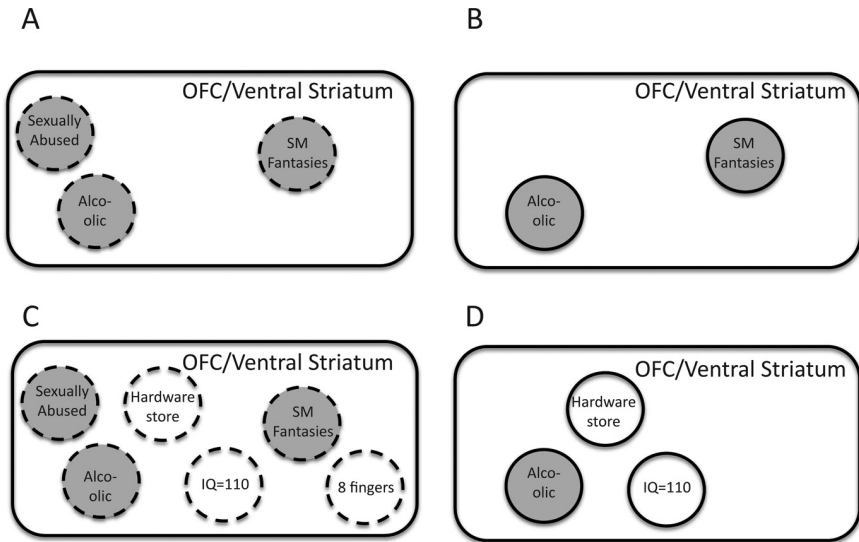 A
OFC/Ventral Striatum
Sexually
Abused
SM
Fantasies
Alco-
olic
B
OFC/Ventral Striatum
SM
Fantasies
Alco-
olic
C
OFC/Ventral Striatum
Sexually
Abused
Hardware
store
SM
Fantasies
Alco-
olic
IQ=110
8 fingers
D
OFC/Ventral Striatum
Hardware
store
Alco-
olic
IQ=110